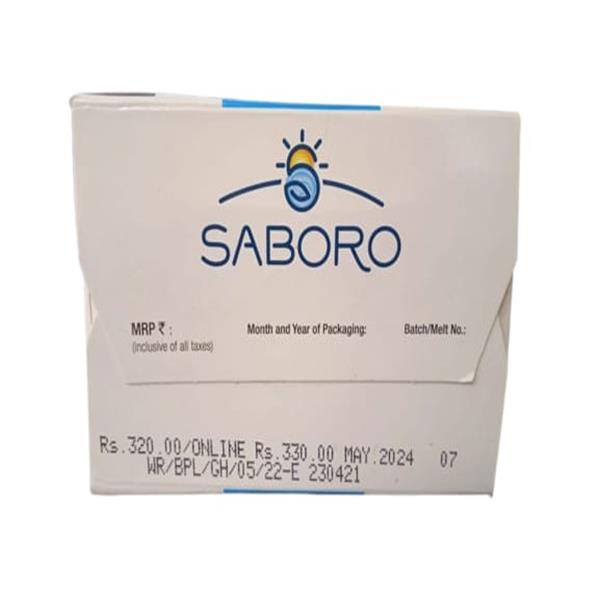 SABORO
MRP ₹ : Month and Year of Packaging: Batch/Melt No.:
(inclusive of all taxes)
Rs.320.00/ONLINE Rs.330.00 MAY.2024 07
WR/BPL/GH/05/22-E 230421